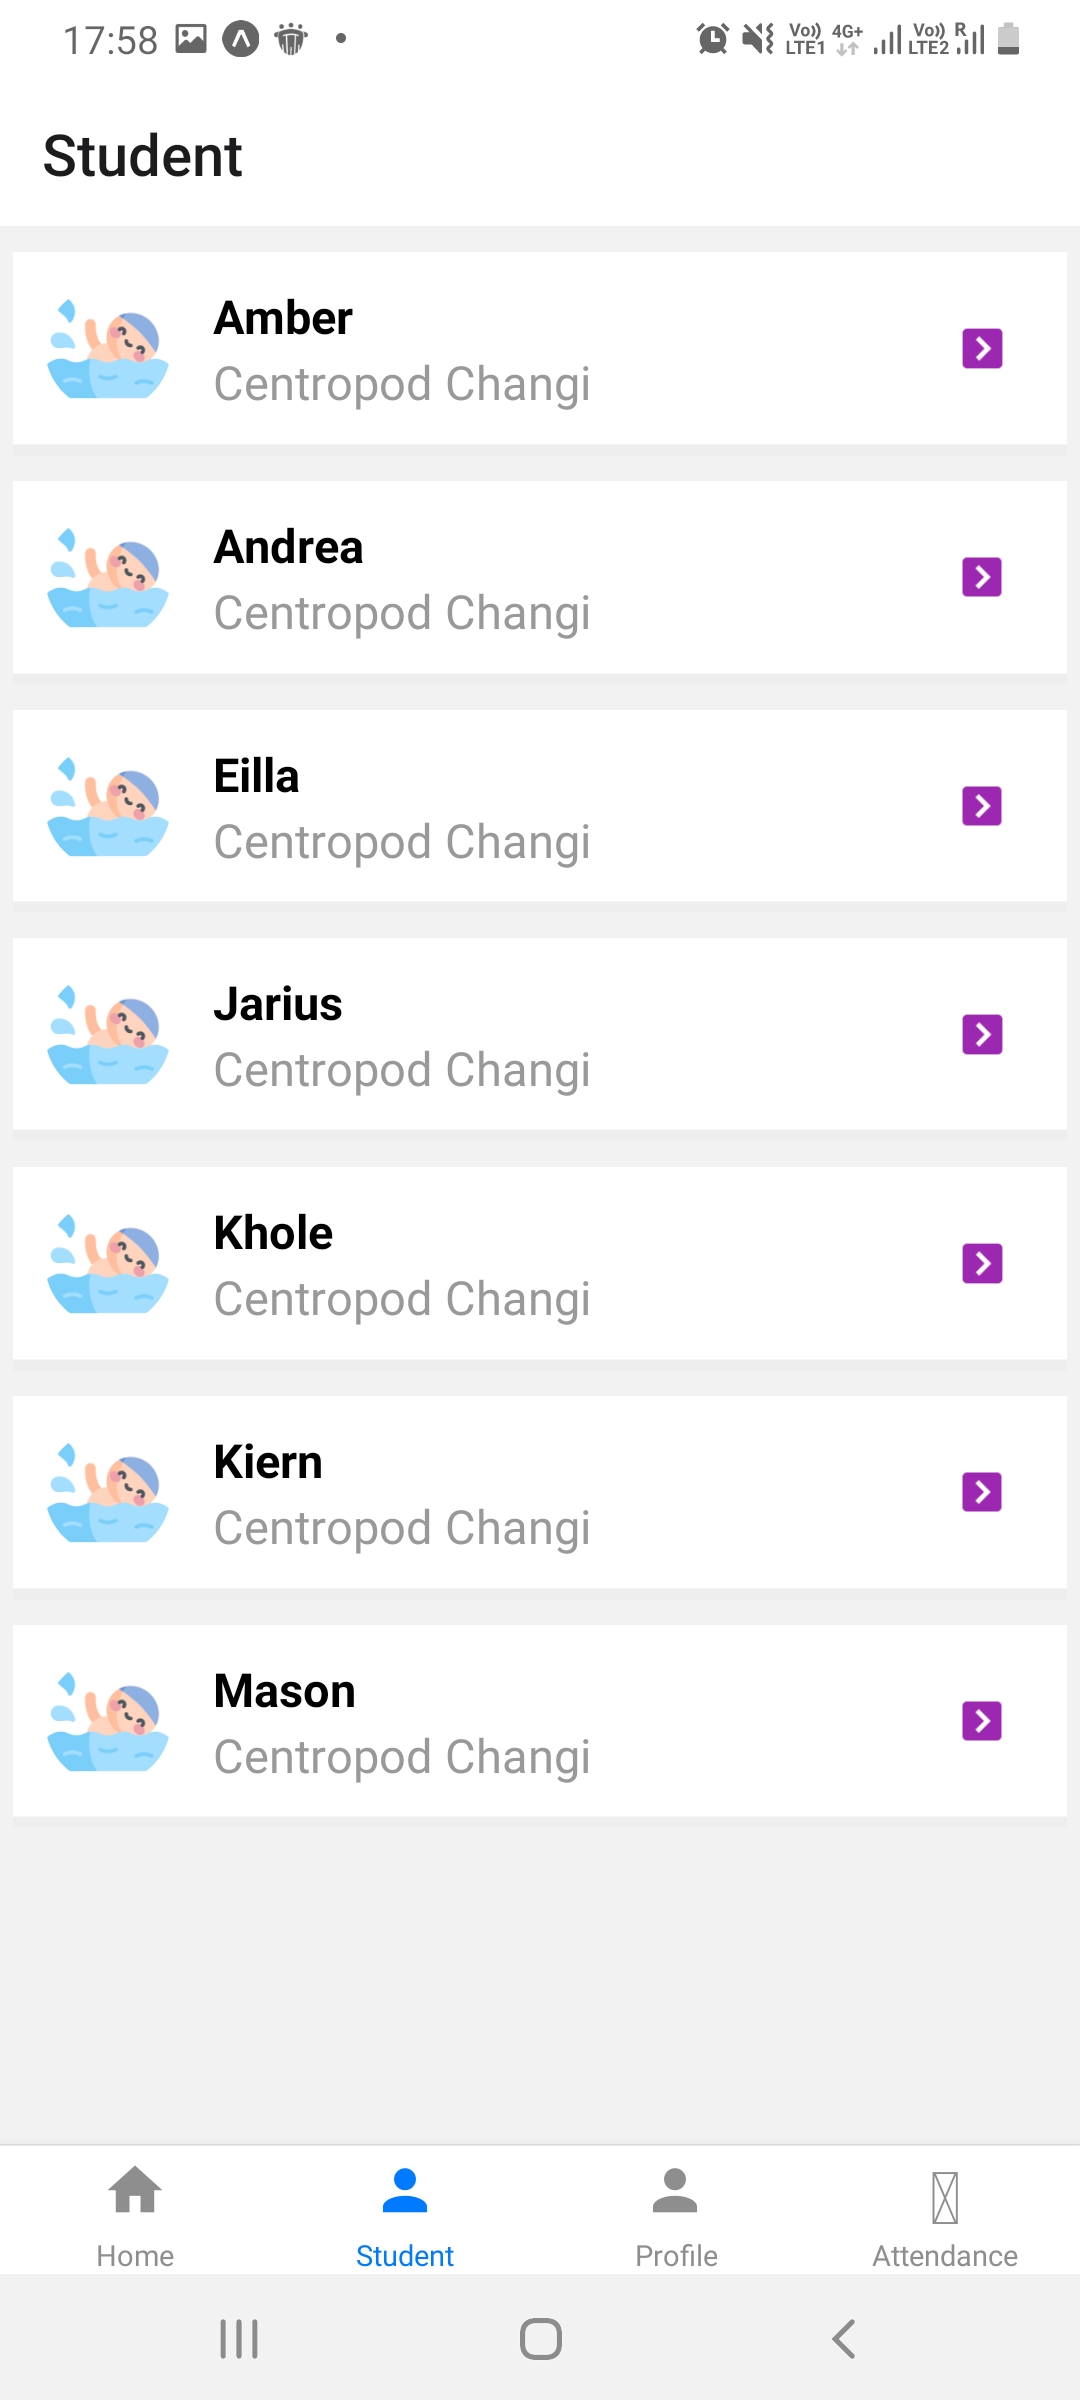 17:58
Vo)) LTE1 4G+ Vo)) LTE2 R
Student
Amber
Centropod Changi
Andrea
Centropod Changi
Eilla
Centropod Changi
Jarius
Centropod Changi
Khole
Centropod Changi
Kiern
Centropod Changi
Mason
Centropod Changi
Home Student Profile Attendance